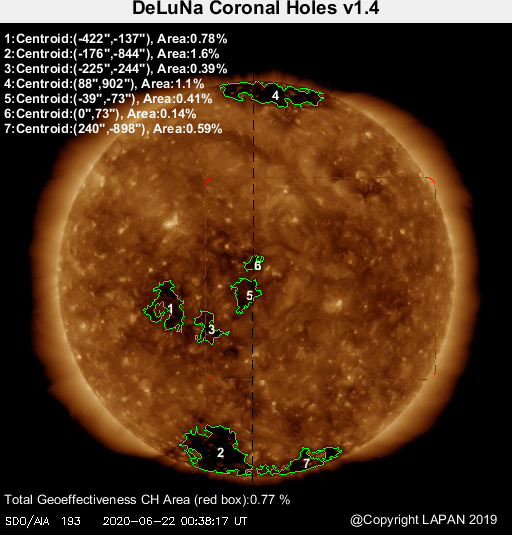 DeLuNa Coronal Holes v1.4
1:Centroid:(-422",-137"), Area:0.78%
2:Centroid:(-176",-844"), Area:1.6%
3:Centroid:(-225",-244"), Area:0.39%
4:Centroid:(88",902"), Area:1.1%
5:Centroid:(-39",-73"), Area:0.41%
6:Centroid:(0",73"), Area:0.14%
7:Centroid:(240",-898"), Area:0.59%
4
6
5
1
3
2
7
Total Geoeffectiveness CH Area (red box):0.77 %
SDO/AIA 193 2020-06-22 00:38:17 UT
@Copyright LAPAN 2019